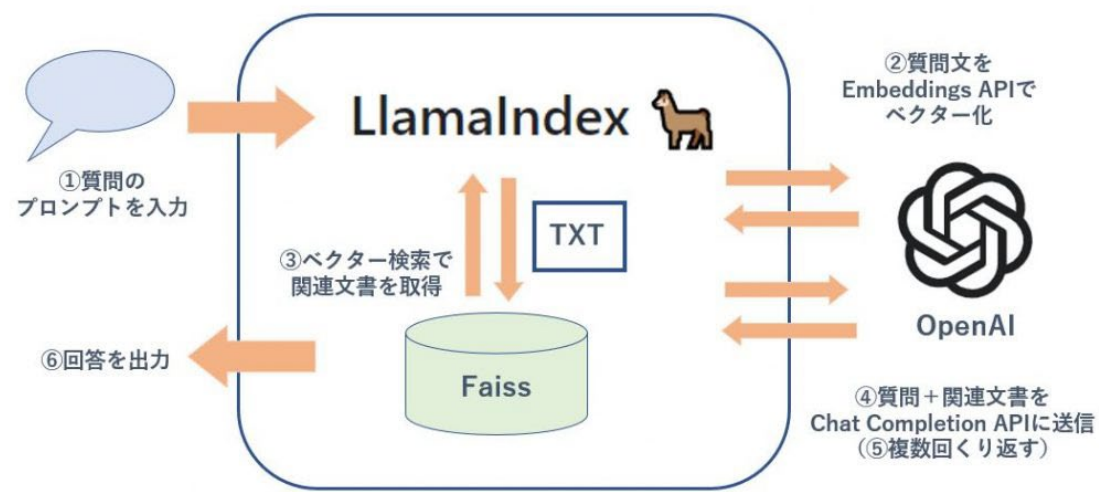 ①質問の
プロンプトを入力
LlamaIndex
②質問文を
Embeddings APIで
ベクター化
③ベクター検索で
関連文書を取得
TXT
Faiss
OpenAI
④質問+関連文書を
Chat Completion APIに送信
(⑤複数回くり返す)
⑥回答を出力